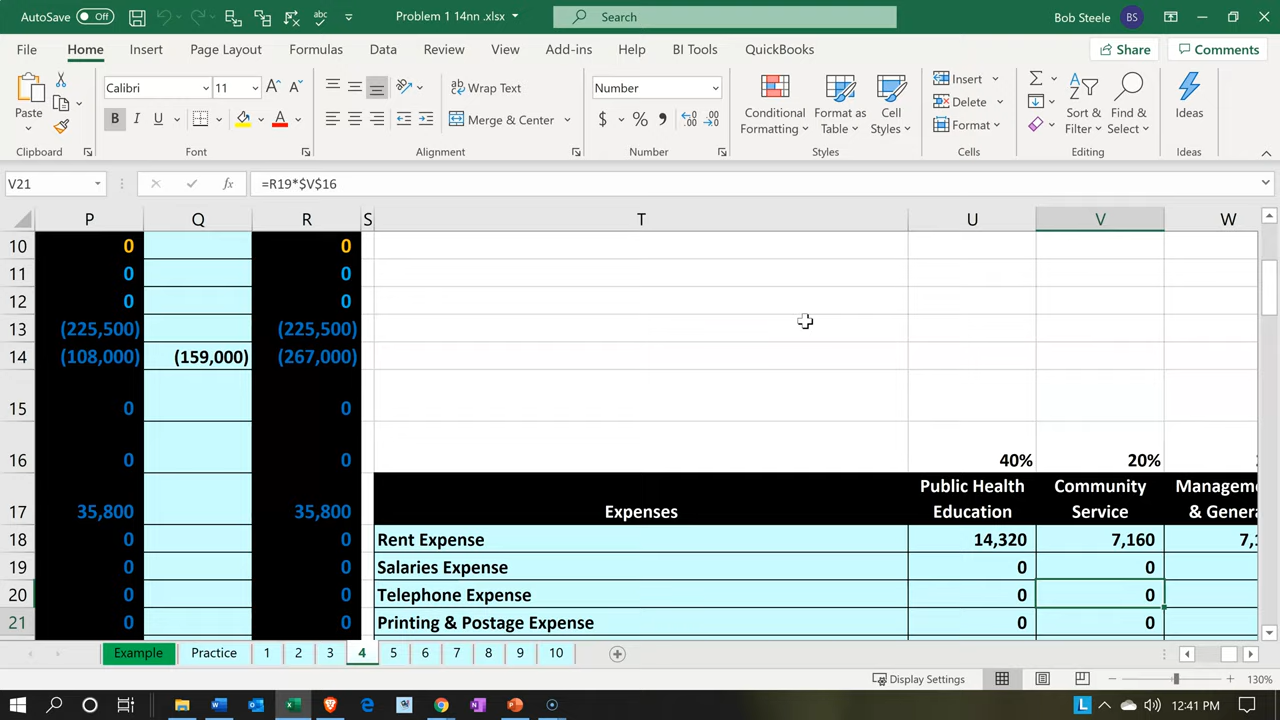 AutoSave Off Problem 1 14nn .xlsx Search Bob Steele BS
File Home Insert Page Layout Formulas Data Review View Add-ins Help BI Tools QuickBooks Share Comments
Calibri 11 Wrap Text Number Insert
Paste Conditional Format as Cell Delete Sort & Find & Ideas
B I U A Merge & Center $ % Formatting Table Styles Format Filter Select
Clipboard Font Alignment Number Styles Cells Editing Ideas
V21 fx =R19*$V$16
P Q R S T U V W
10 0 0
11 0 0
12 0 0
13 (225,500) (225,500)
14 (108,000) (159,000) (267,000)
15 0 0
16 0 0 40% 20%
Public Health Community Managem
17 35,800 35,800 Expenses Education Service & Genera
18 0 0 Rent Expense 14,320 7,160 7,
19 0 0 Salaries Expense 0 0
20 0 0 Telephone Expense 0 0
21 0 0 Printing & Postage Expense 0 0
Example Practice 1 2 3 4 5 6 7 8 9 10
Display Settings 130%
12:41 PM